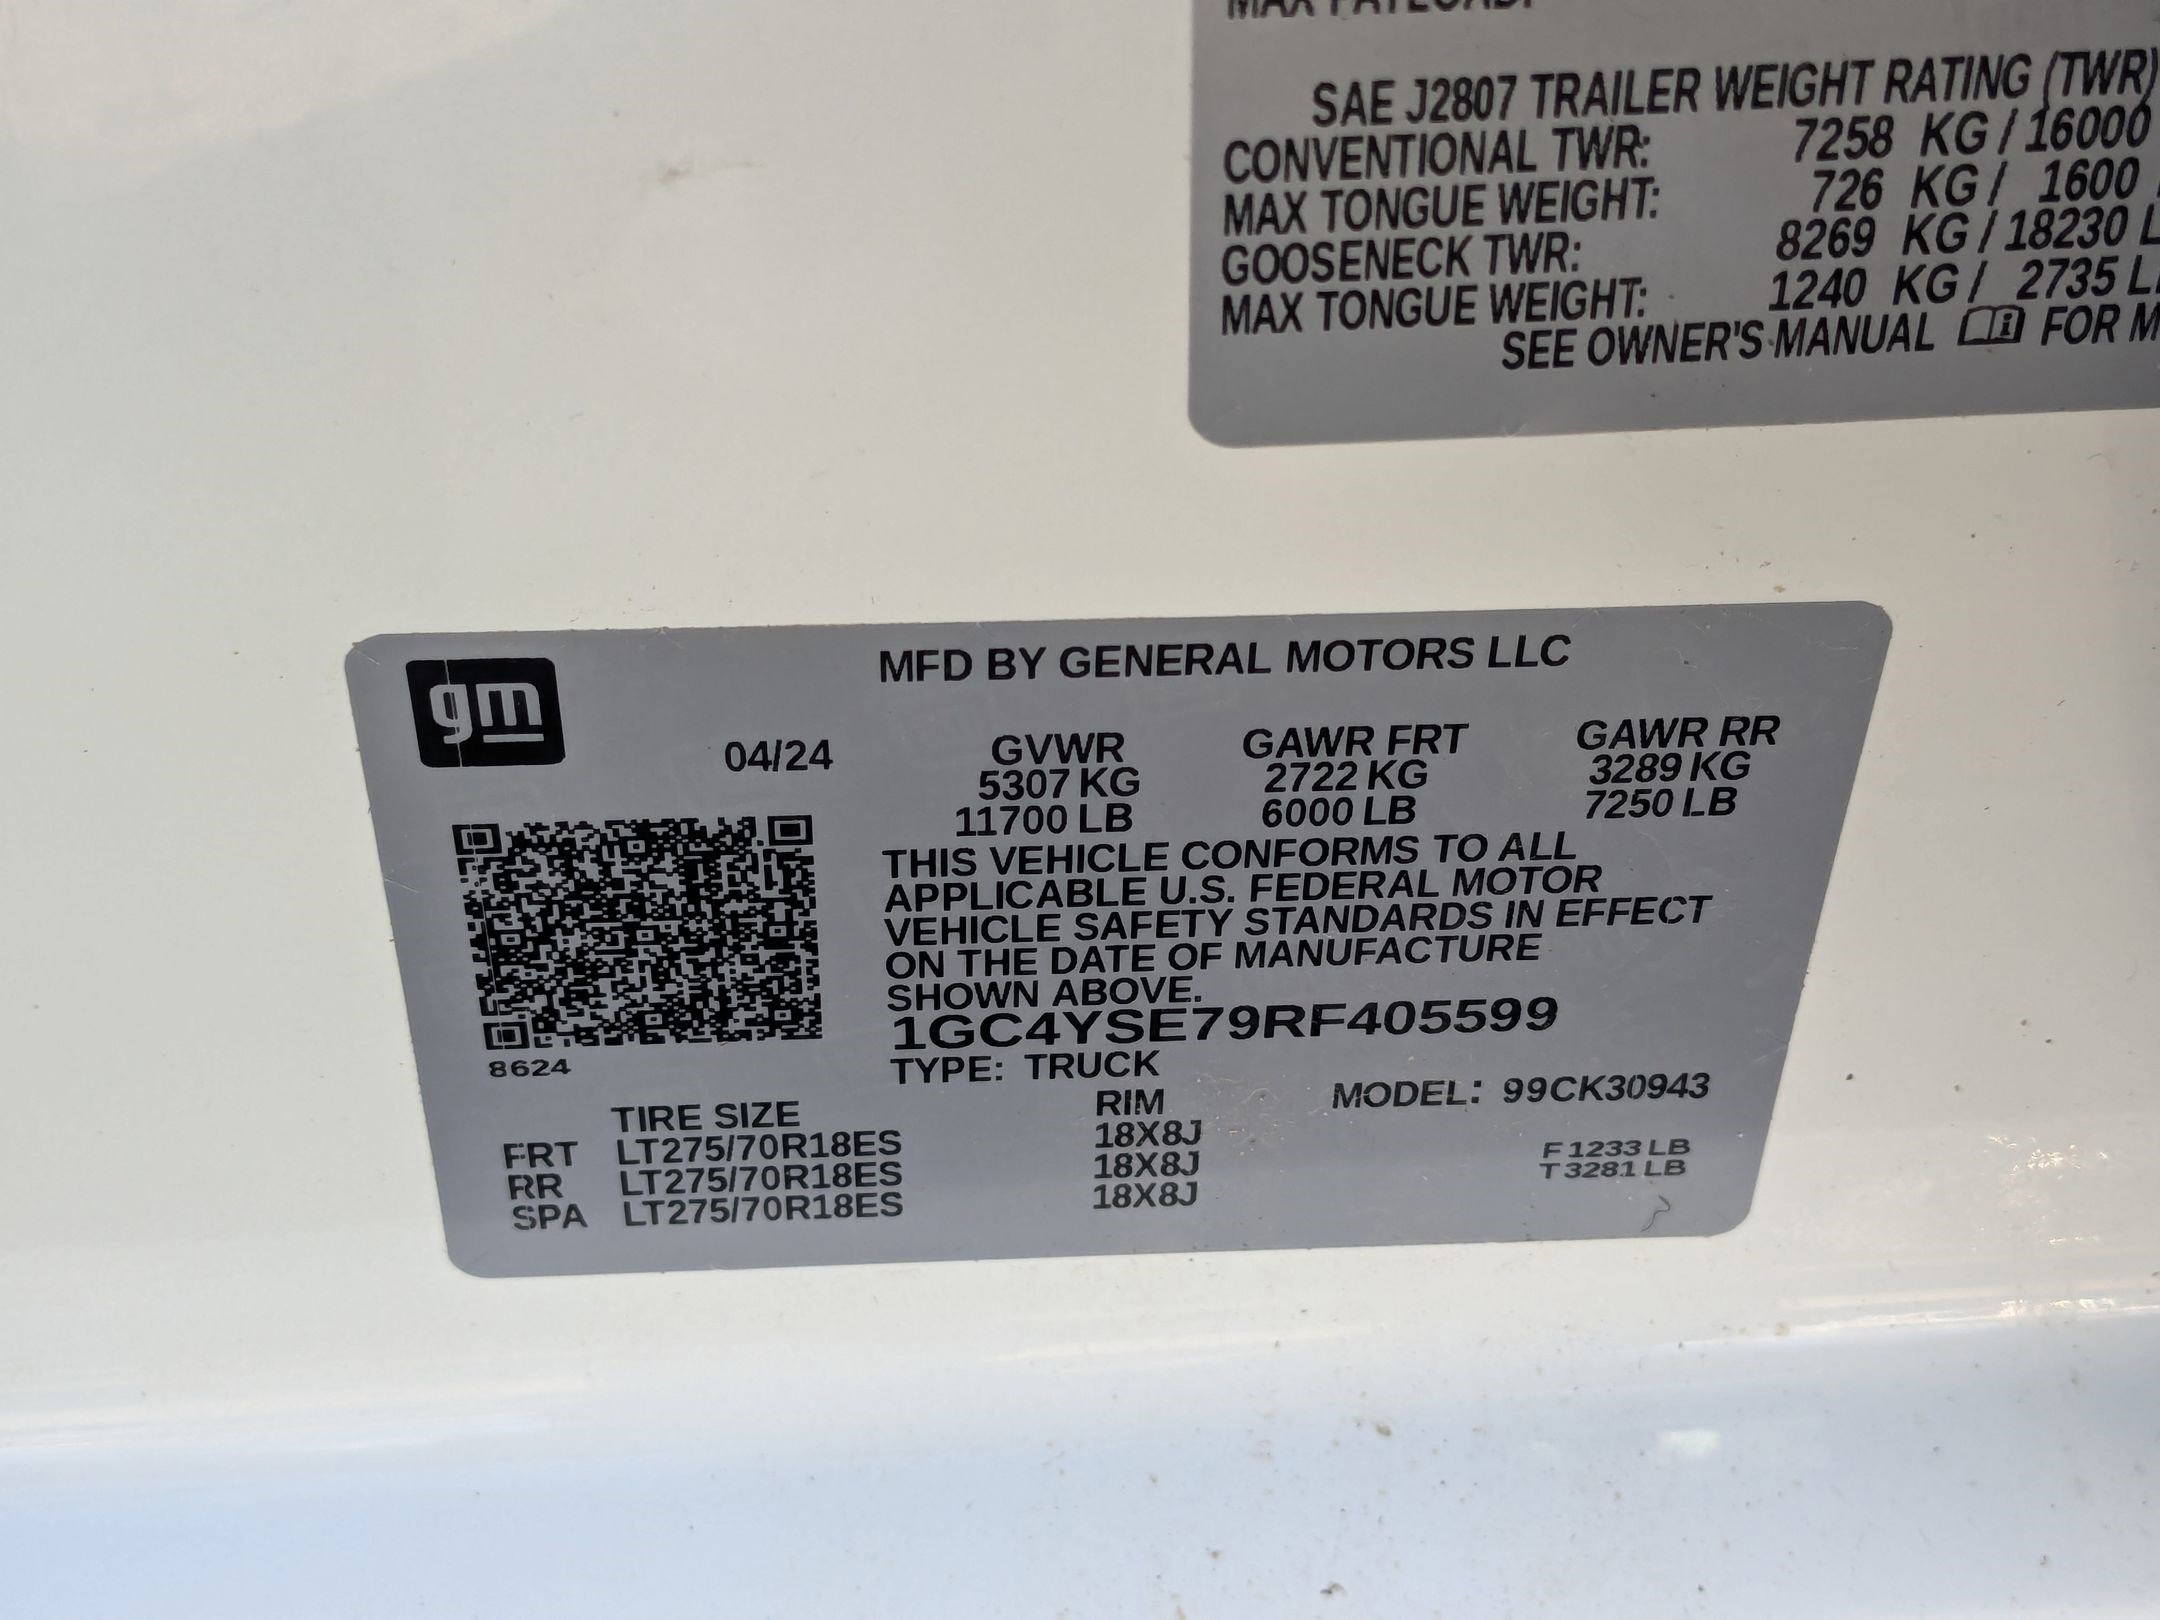 MAX PAYLOAD:
SAE J2807 TRAILER WEIGHT RATING (TWR)
CONVENTIONAL TWR: 7258 KG / 16000
MAX TONGUE WEIGHT: 726 KG / 1600
GOOSENECK TWR: 8269 KG / 18230 L
MAX TONGUE WEIGHT: 1240 KG / 2735 L
SEE OWNER'S MANUAL FOR M
gm
MFD BY GENERAL MOTORS LLC
04/24 GVWR GAWR FRT GAWR RR
5307 KG 2722 KG 3289 KG
11700 LB 6000 LB 7250 LB
THIS VEHICLE CONFORMS TO ALL
APPLICABLE U.S. FEDERAL MOTOR
VEHICLE SAFETY STANDARDS IN EFFECT
ON THE DATE OF MANUFACTURE
SHOWN ABOVE.
1GC4YSE79RF405599
8624
TYPE: TRUCK
MODEL: 99CK30943
TIRE SIZE RIM
FRT LT275/70R18ES 18X8J
RR LT275/70R18ES 18X8J
SPA LT275/70R18ES 18X8J
F 1233 LB
T 3281 LB